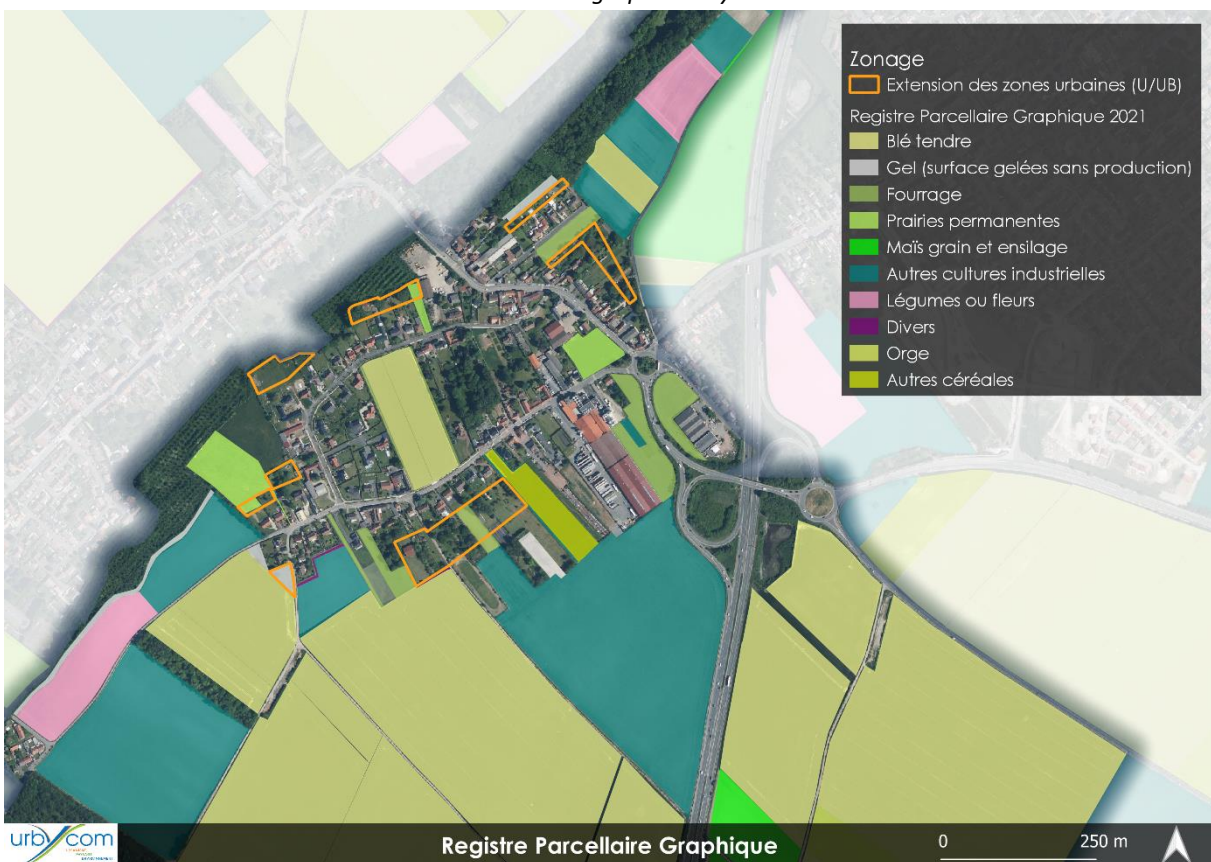 Zonage
Extension des zones urbaines (U/UB)
Registre Parcellaire Graphique 2021
Blé tendre
Gel (surface gelées sans production)
Fourrage
Prairies permanentes
Maïs grain et ensilage
Autres cultures industrielles
Légumes ou fleurs
Divers
Orge
Autres céréales
urbycom
Registre Parcellaire Graphique
0 250 m